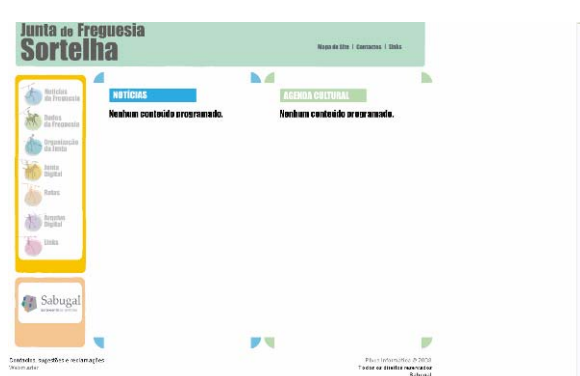 Junta de Freguesia
Sortelha
Mapa do Site | Contactos | Links
Notícias
da Freguesia
Dados
da Freguesia
Organização
da Junta
Junta
Digital
Rotas
Digital
Links
NOTÍCIAS
Nenhum conteúdo programado.
AGENDA CULTURAL
Nenhum conteúdo programado.
Sabugal
Contactos, sugestões e reclamações:
Webmaster
Todos os direitos reservados
Sabugal